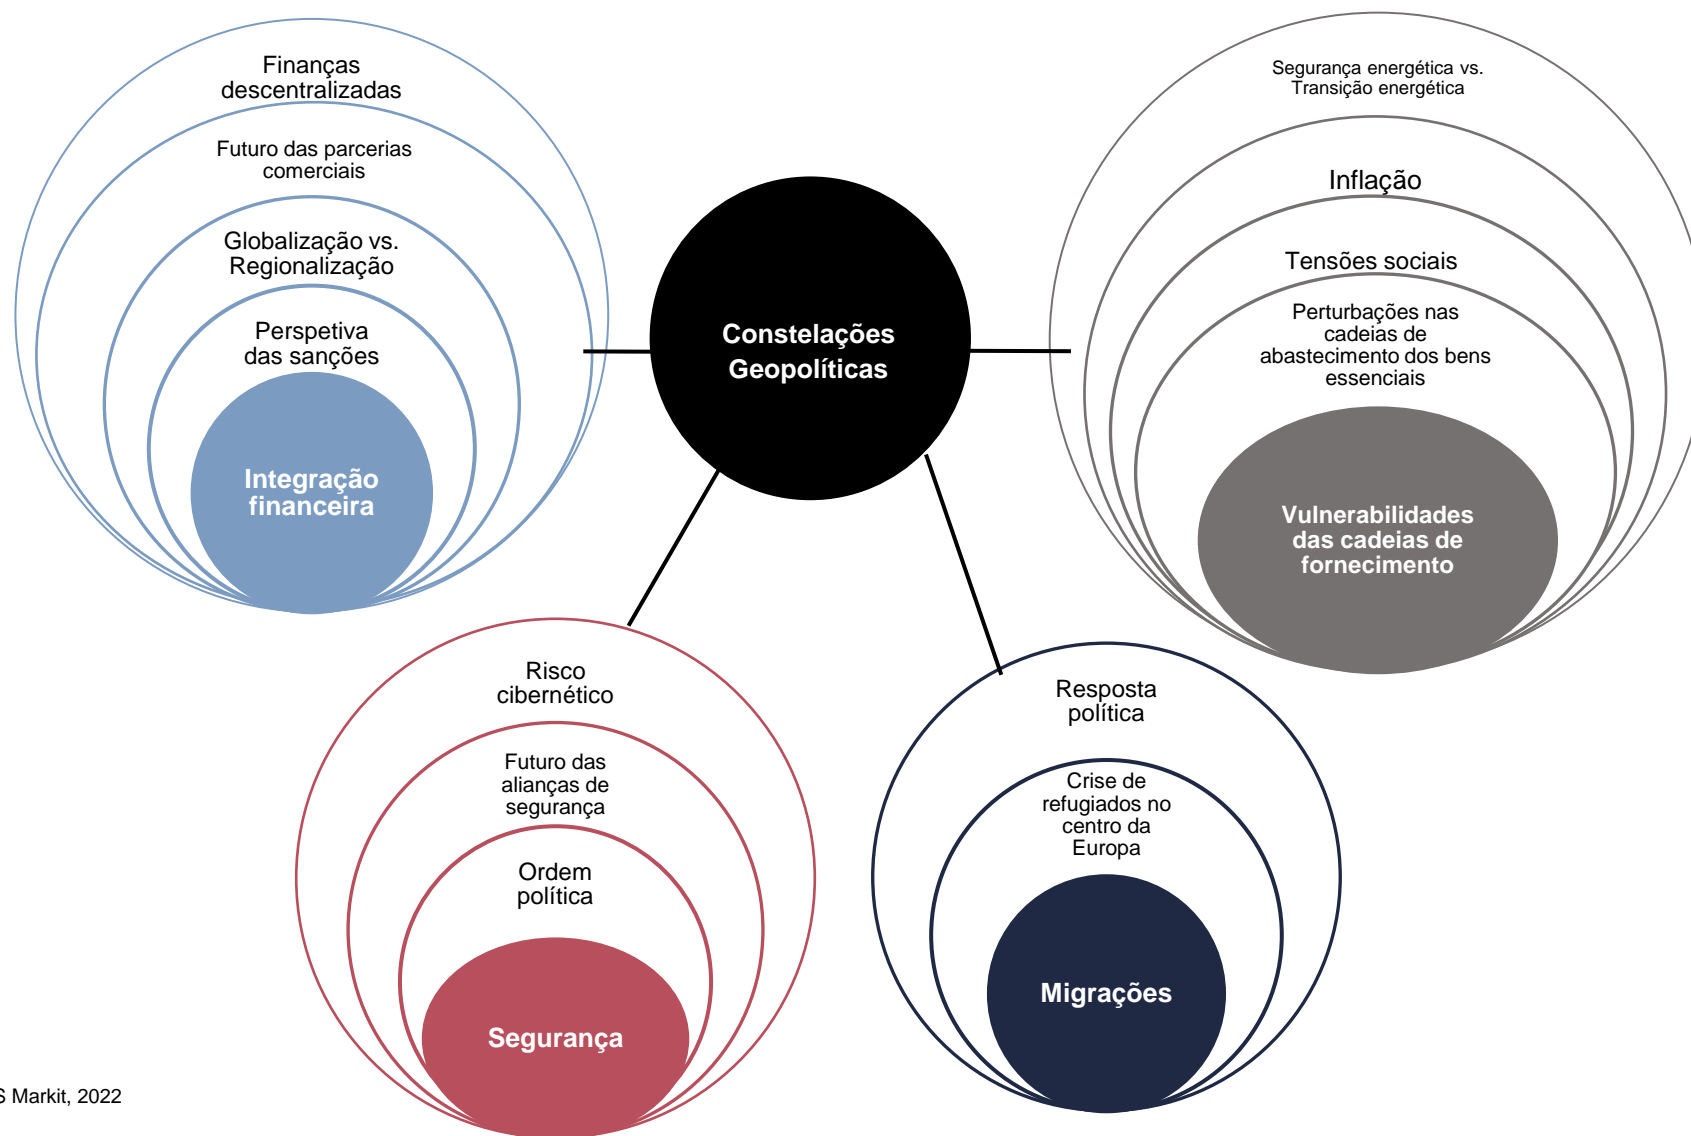 Finanças
descentralizadas
Futuro das parcerias
comerciais
Globalização vs.
Regionalização
Perspetiva
das sanções
Integração
financeira
Constelações
Geopolíticas
Segurança energética vs.
Transição energética
Inflação
Tensões sociais
Perturbações nas
cadeias de
abastecimento dos bens
essenciais
Vulnerabilidades
das cadeias de
fornecimento
Risco
cibernético
Futuro das
alianças de
segurança
Ordem
política
Segurança
Resposta
política
Crise de
refugiados no
centro da
Europa
Migrações
S Markit, 2022